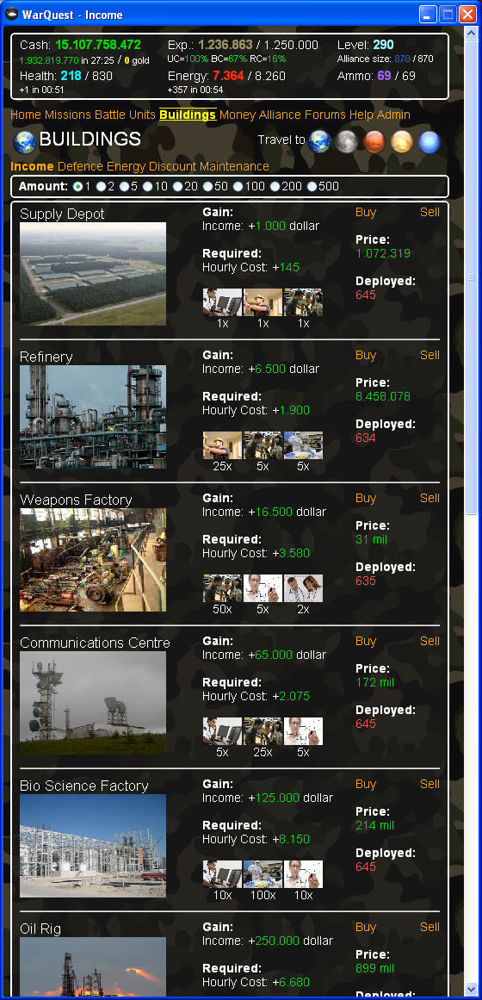 WarQuest - Income
Cash: 15.107.758.472 Exp.: 1.236.863 / 1.250.000 Level: 290
1.932.819.770 in 27:25 / 0 gold UC=100% BC=67% RC=16% Alliance size: 870 / 870
Health: 218 / 830 Energy: 7.364 / 8.260 Ammo: 69 / 69
+1 in 00:51 +357 in 00:54
Home Missions Battle Units Buildings Money Alliance Forums Help Admin
BUILDINGS Travel to
Income Defence Energy Discount Maintenance
Amount: 1 2 5 10 20 50 100 200 500
Supply Depot Gain: Buy Sell
Income: +1.000 dollar
Price:
Required: 1.072.319
Hourly Cost: +145
Deployed:
645
1x 1x 1x
Refinery Gain: Buy Sell
Income: +6.500 dollar
Price:
Required: 8.458.078
Hourly Cost: +1.900
Deployed:
634
25x 5x 5x
Weapons Factory Gain: Buy Sell
Income: +16.500 dollar
Price:
Required: 31 mil
Hourly Cost: +3.580
Deployed:
635
50x 5x 2x
Communications Centre Gain: Buy Sell
Income: +65.000 dollar
Price:
Required: 172 mil
Hourly Cost: +2.075
Deployed:
645
5x 25x 5x
Bio Science Factory Gain: Buy Sell
Income: +125.000 dollar
Price:
Required: 214 mil
Hourly Cost: +8.150
Deployed:
645
10x 100x 10x
Oil Rig Gain: Buy Sell
Income: +250.000 dollar
Price:
Required: 899 mil
Hourly Cost: +6.680
Deployed: